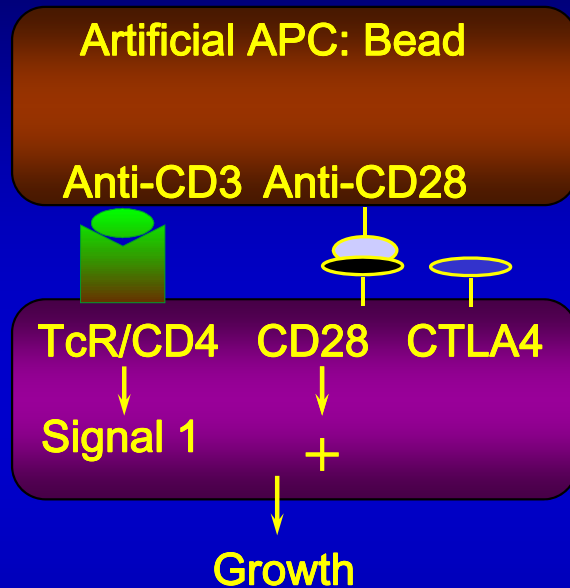 Artificial APC: Bead
Anti-CD3 Anti-CD28
TcR/CD4 CD28 CTLA4
Signal 1 +
Growth